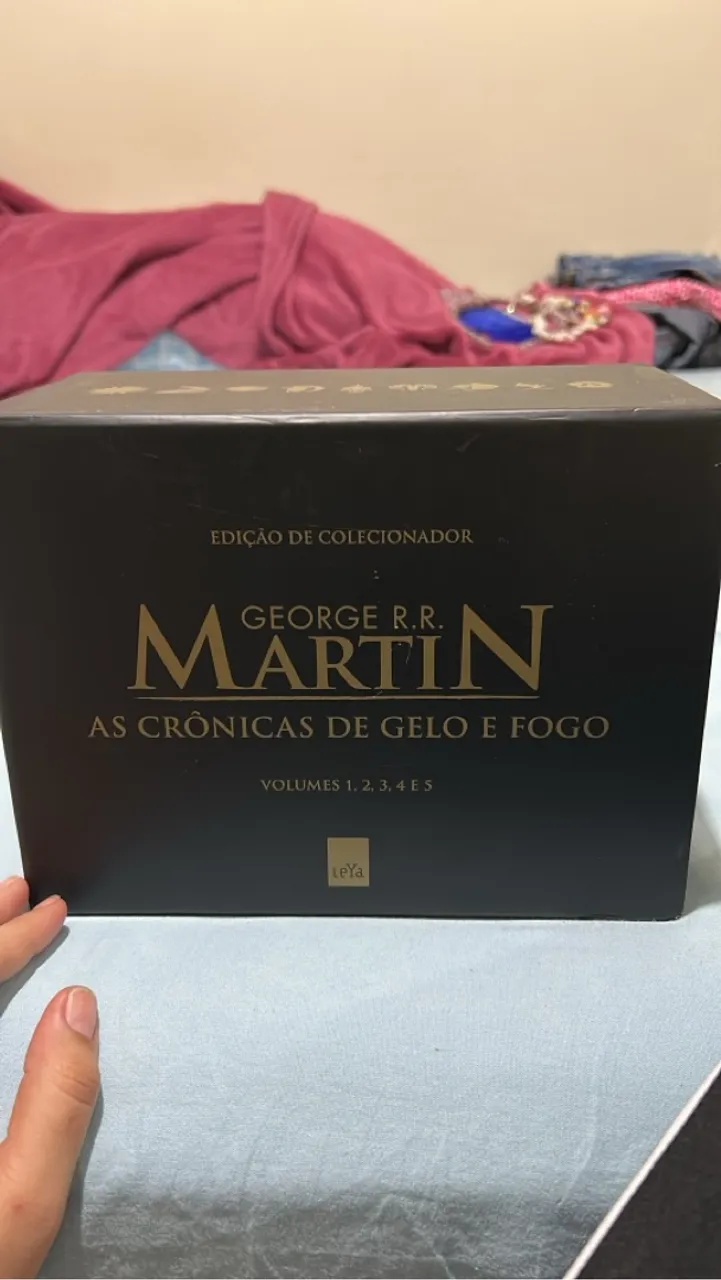 EDIÇÃO DE COLECIONADOR
GEORGE R.R.
MARTIN
AS CRÔNICAS DE GELO E FOGO
VOLUMES 1, 2, 3, 4 E 5
LeYa